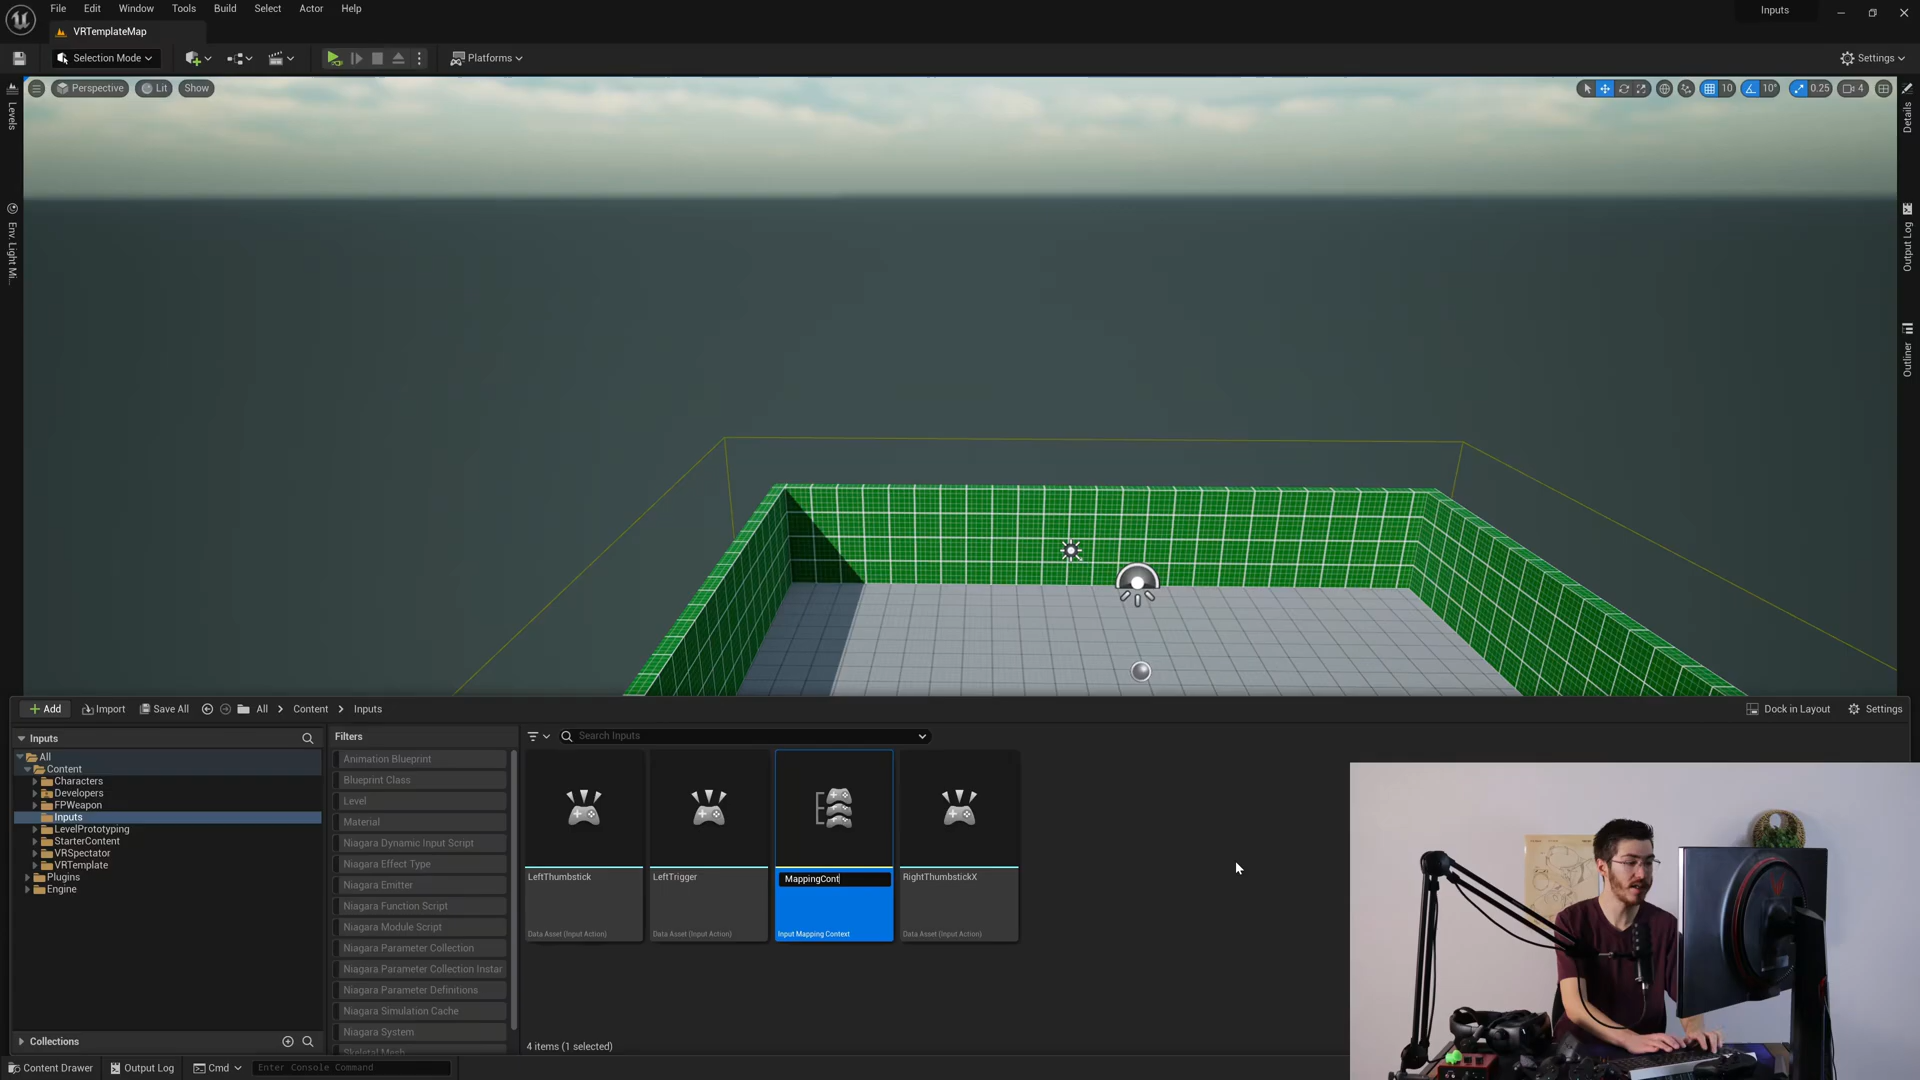 File Edit Window Tools Build Select Actor Help
Inputs
VRTemplateMap
Selection Mode
Platforms
Settings
Perspective Lit Show
10 10° 0.25 4
Levels
Env. Light Mi...
Details
Output Log
Outliner
Add Import Save All All Content Inputs
Dock in Layout Settings
Inputs
All
Content
Characters
Developers
FPWeapon
Inputs
LevelPrototyping
StarterContent
VRSpectator
VRTemplate
Plugins
Engine
Collections
Filters
Animation Blueprint
Blueprint Class
Level
Material
Niagara Dynamic Input Script
Niagara Effect Type
Niagara Emitter
Niagara Function Script
Niagara Module Script
Niagara Parameter Collection
Niagara Parameter Collection Instar
Niagara Parameter Definitions
Niagara Simulation Cache
Niagara System
Skeletal Mesh
Search Inputs
LeftThumbstick
Data Asset (Input Action)
LeftTrigger
Data Asset (Input Action)
MappingCont
Input Mapping Context
RightThumbstickX
Data Asset (Input Action)
4 items (1 selected)
Content Drawer Output Log Cmd Enter Console Command